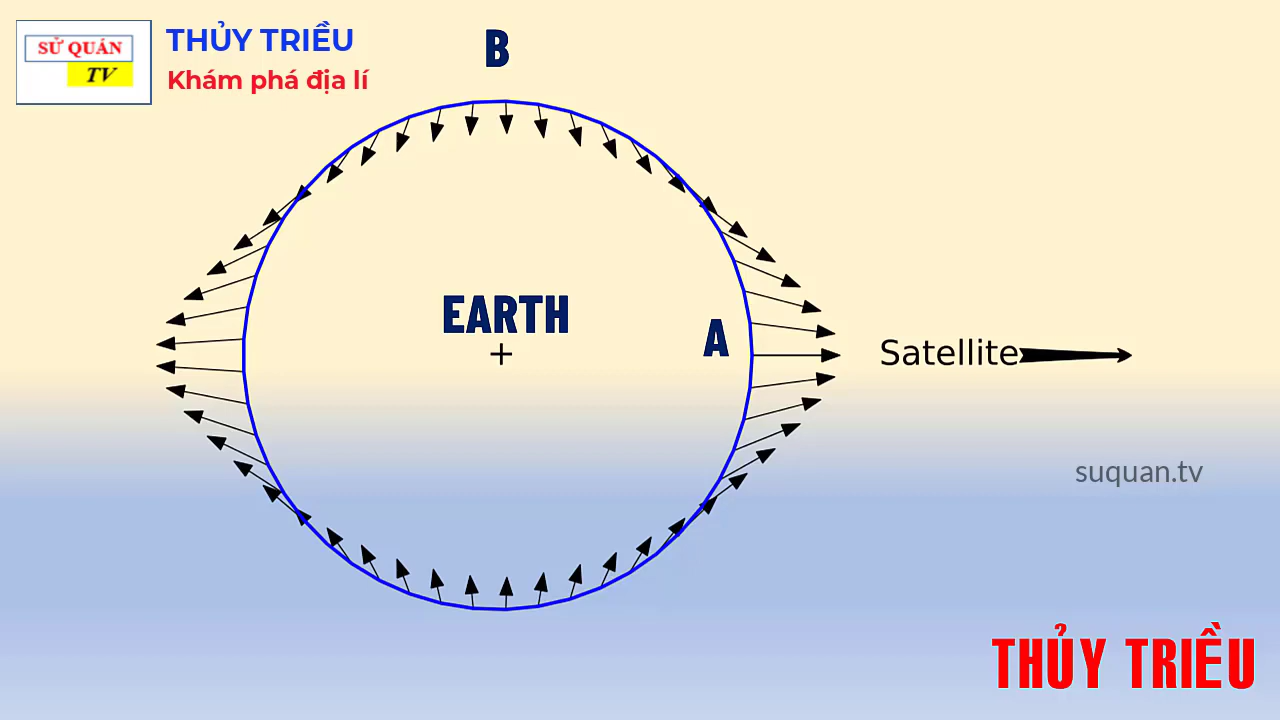 SỬ QUÁN
TV
THỦY TRIỀU
Khám phá địa lí
B
EARTH
A
Satellite
suquan.tv
THỦY TRIỀU